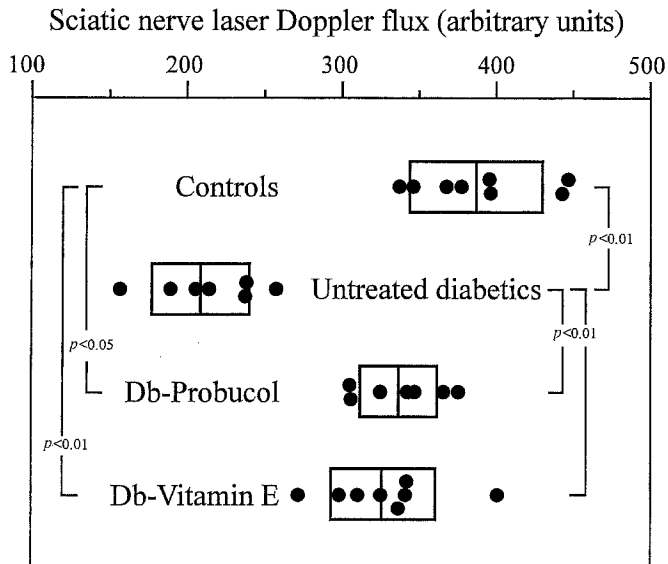 Sciatic nerve laser Doppler flux (arbitrary units)
100 200 300 400 500
Controls
p<0.01
Untreated diabetics
p<0.01
p<0.05
Db-Probucol
p<0.01
Db-Vitamin E